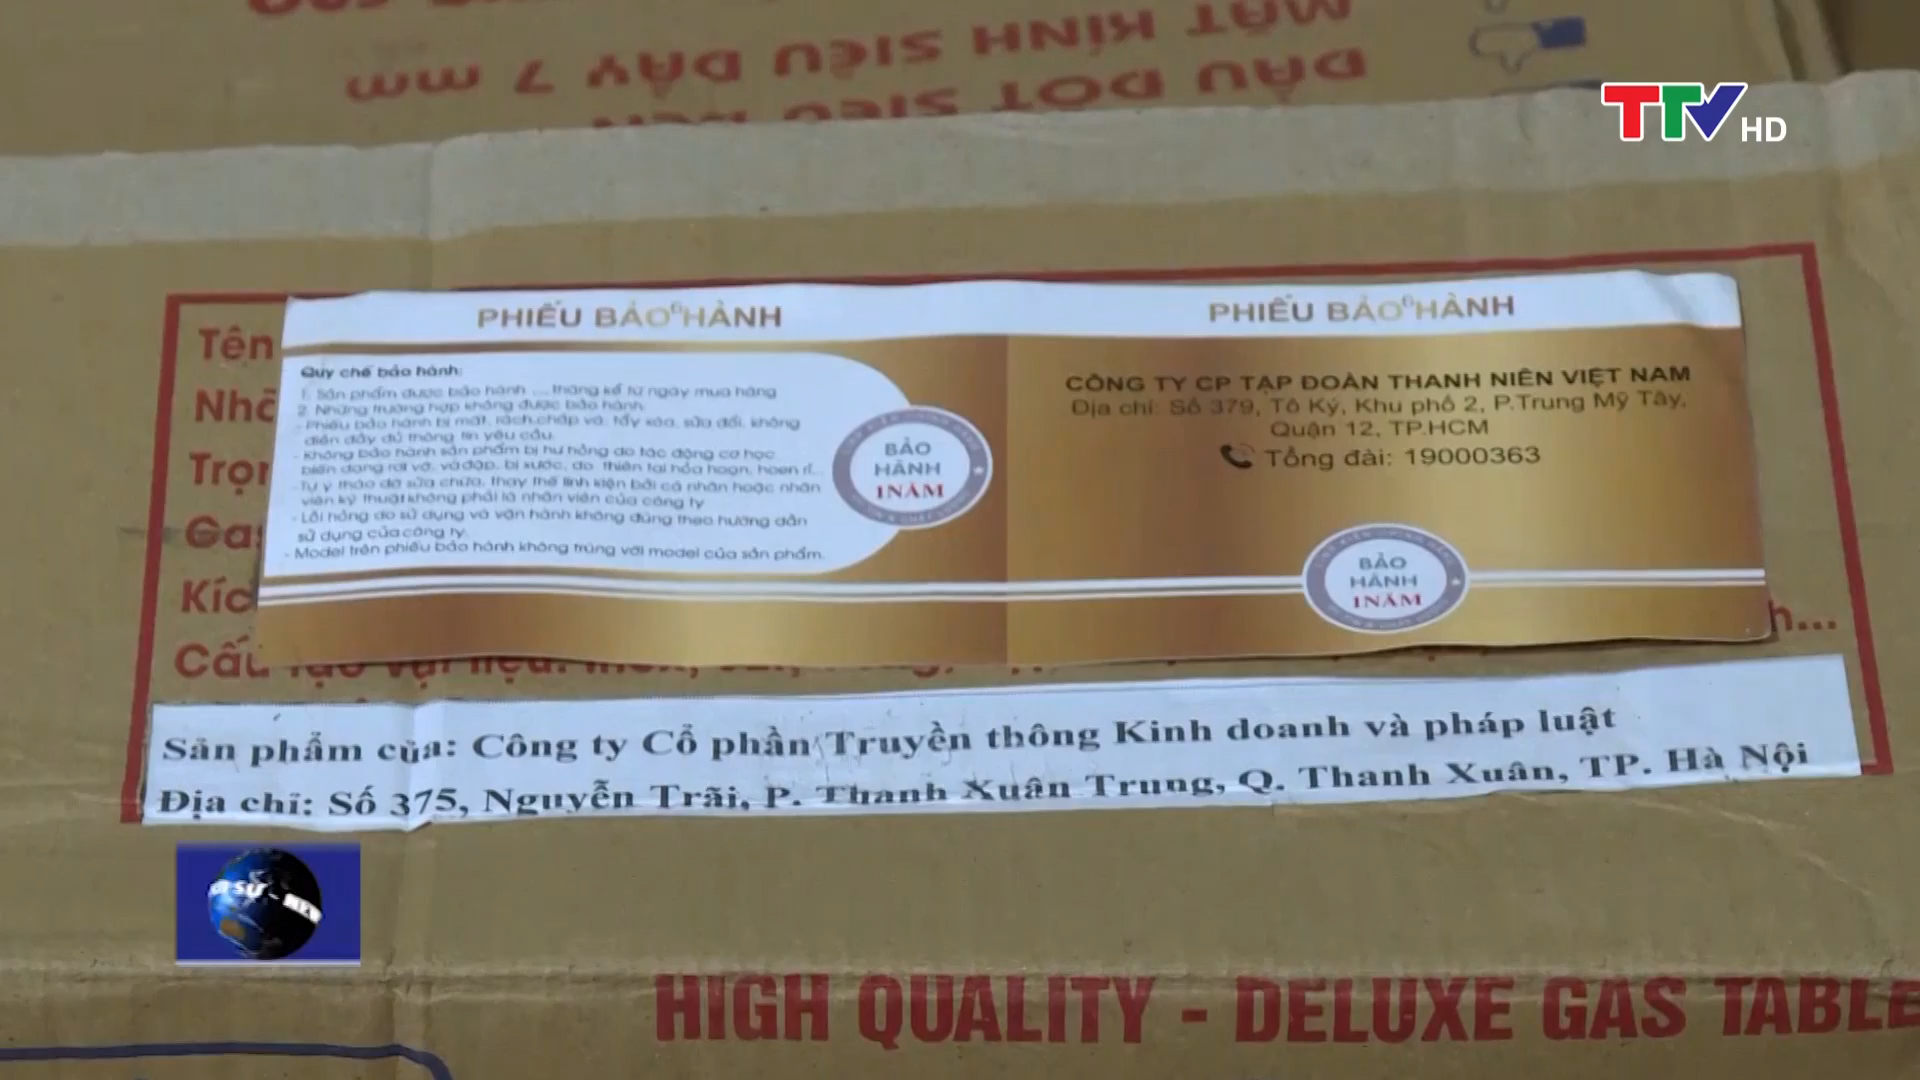 MẶT KÍNH SIÊU DÀY 7 mm
ĐẦU ĐỐT SIÊU BỀN
TTV HD
PHIẾU BẢO HÀNH
Quy chế bảo hành:
1. Sản phẩm được bảo hành .... tháng kể từ ngày mua hàng
2. Những trường hợp không được bảo hành:
- Phiếu bảo hành bị mất, rách, chắp vá, tẩy xóa, sửa đổi, không
điền đầy đủ thông tin yêu cầu.
- Không bảo hành sản phẩm bị hư hỏng do tác động cơ học
biến dạng rơi vỡ, va đập, bị xước, do thiên tai hỏa hoạn, hoen rỉ...
- Tự ý tháo dỡ sửa chữa, thay thế linh kiện bởi cá nhân hoặc nhân
viên kỹ thuật không phải là nhân viên của công ty
- Lỗi hỏng do sử dụng và vận hành không đúng theo hướng dẫn
sử dụng của công ty.
- Model trên phiếu bảo hành không trùng với model của sản phẩm.
BẢO
HÀNH
1 NĂM
PHIẾU BẢO HÀNH
CÔNG TY CP TẬP ĐOÀN THANH NIÊN VIỆT NAM
Địa chỉ: Số 379, Tô Ký, Khu phố 2, P.Trung Mỹ Tây,
Quận 12, TP.HCM
Tổng đài: 19000363
BẢO
HÀNH
1 NĂM
Tên
Gas
Cấu tạo vật liệu:
Sản phẩm của: Công ty Cổ phần Truyền thông Kinh doanh và pháp luật
Địa chỉ: Số 375, Nguyễn Trãi, P. Thanh Xuân Trung, Q. Thanh Xuân, TP. Hà Nội
HIGH QUALITY - DELUXE GAS TABLE